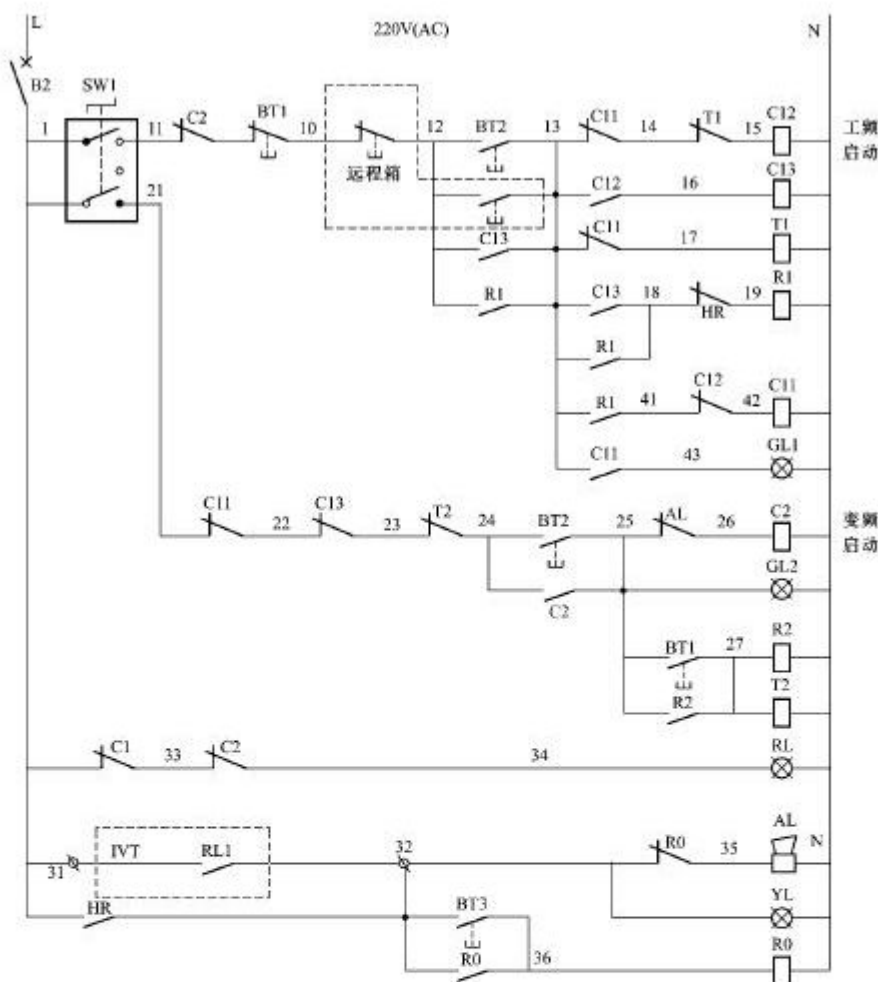 L 220V(AC) N
B2 SW1
C2 BT1 C11 T1 C12
1 11 10 12 BT2 13 14 15 工频
启动
远程箱
C13
C12 16
21
C11 T1
C13 17
R1
R1 C13 18 19
HR
R1
C12 C11
R1 41 42
GL1
C11 43
C11 C13 T2 BT2 AL C2
22 23 24 25 26 变频
启动
GL2
C2
R2
BT1 27
T2
R2
C1 C2 RL
33 34
AL
IVT RL1 32 R0 35 N
31
YL
HR BT3
R0
R0 36